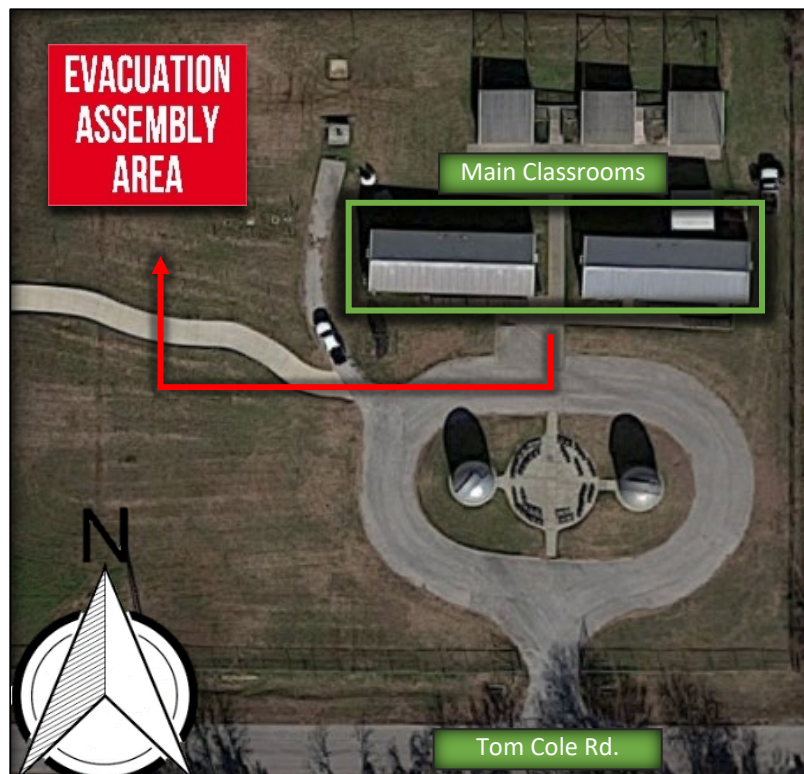 EVACUATION
ASSEMBLY
AREA
Main Classrooms
N
Tom Cole Rd.